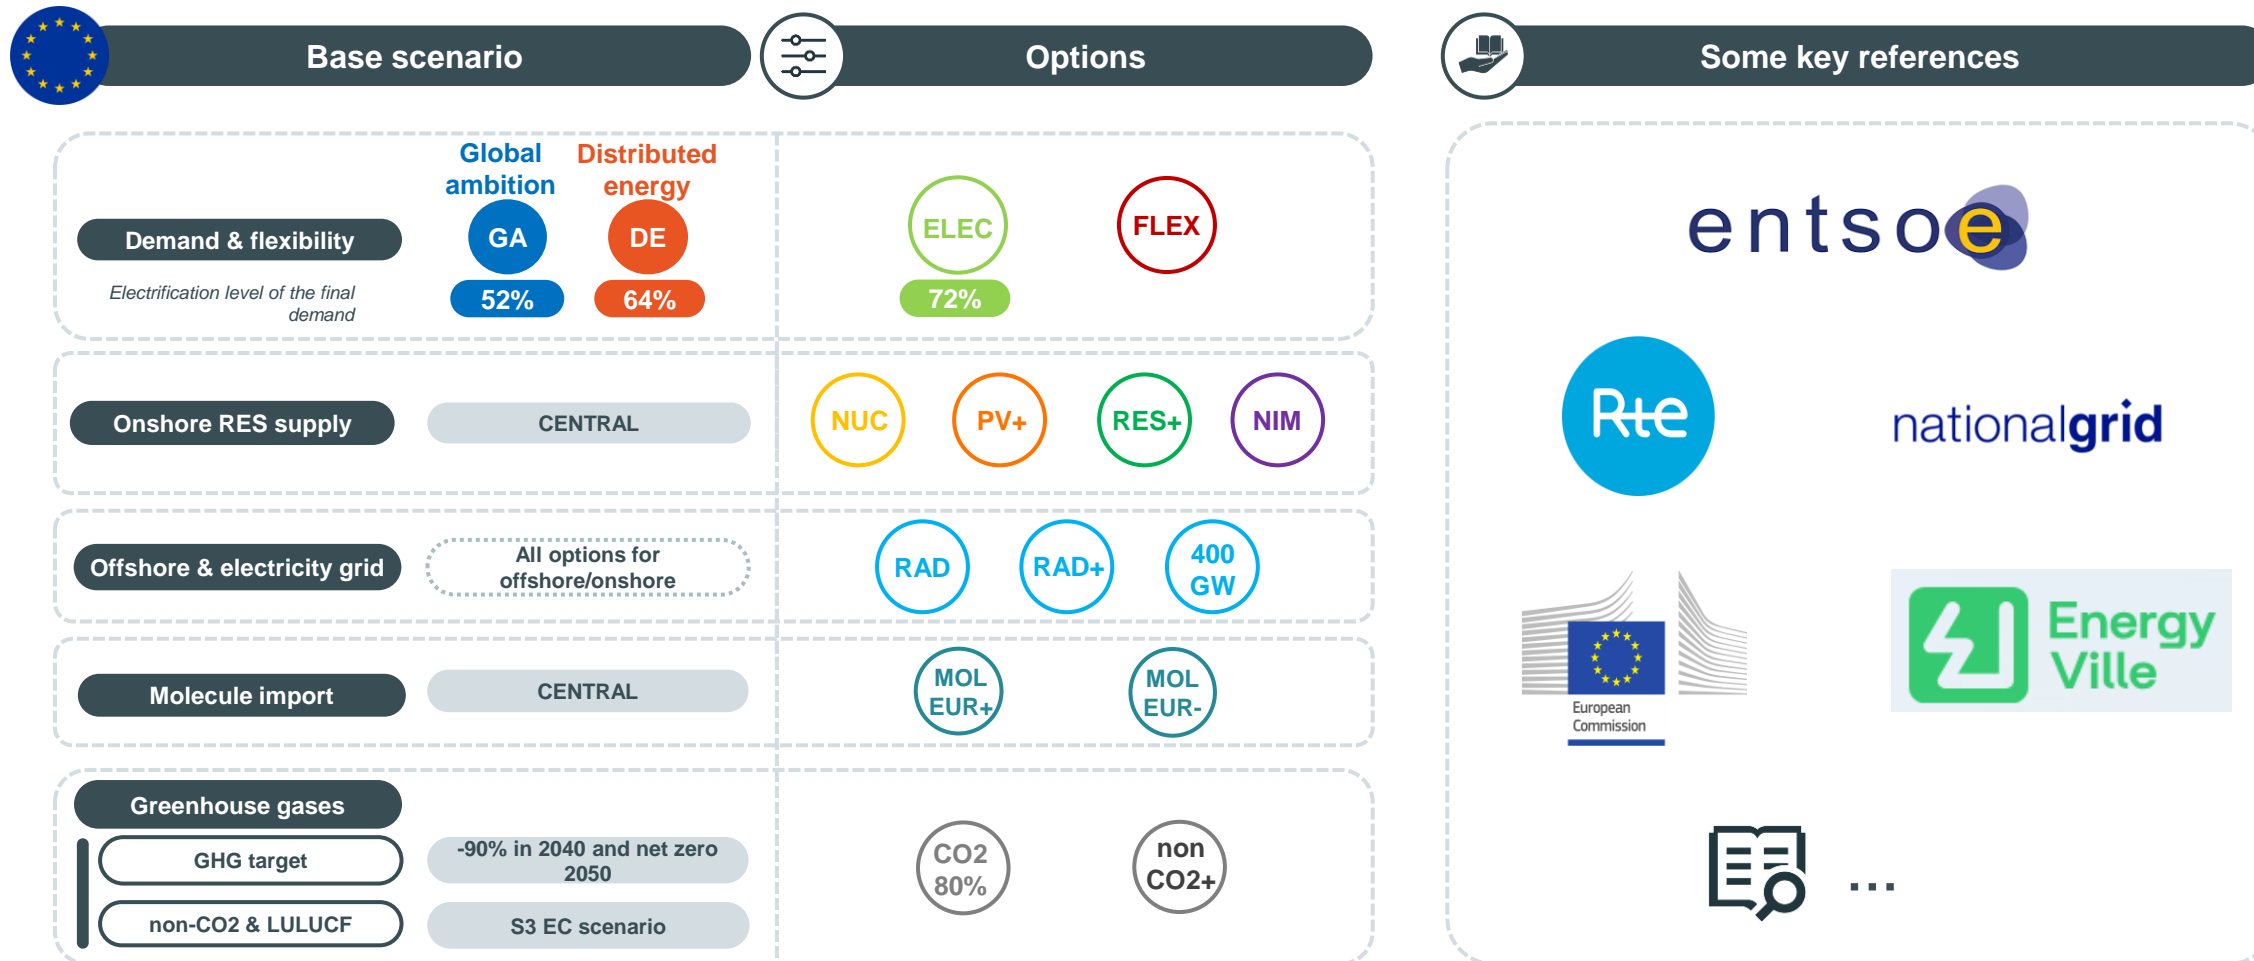 Base scenario
Options
Some key references
Global
ambition
Distributed
energy
Demand & flexibility
GA
DE
ELEC
FLEX
Electrification level of the final
demand
52%
64%
72%
Onshore RES supply
CENTRAL
NUC
PV+
RES+
NIM
Offshore & electricity grid
All options for
offshore/onshore
RAD
RAD+
400
GW
Molecule import
CENTRAL
MOL
EUR+
MOL
EUR-
Greenhouse gases
GHG target
-90% in 2040 and net zero
2050
CO2
80%
non
CO2+
non-CO2 & LULUCF
S3 EC scenario
entsoe
Rte
nationalgrid
European
Commission
Energy
Ville
...